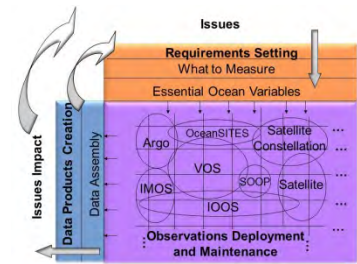 Issues
Requirements Setting
What to Measure
Essential Ocean Variables
Issues Impact
Data Products Creation
Data Assembly
Argo
OceanSITES
Satellite
Constellation
...
VOS
IMOS
SOOP
Satellite
...
IOOS
...
Observations Deployment
and Maintenance